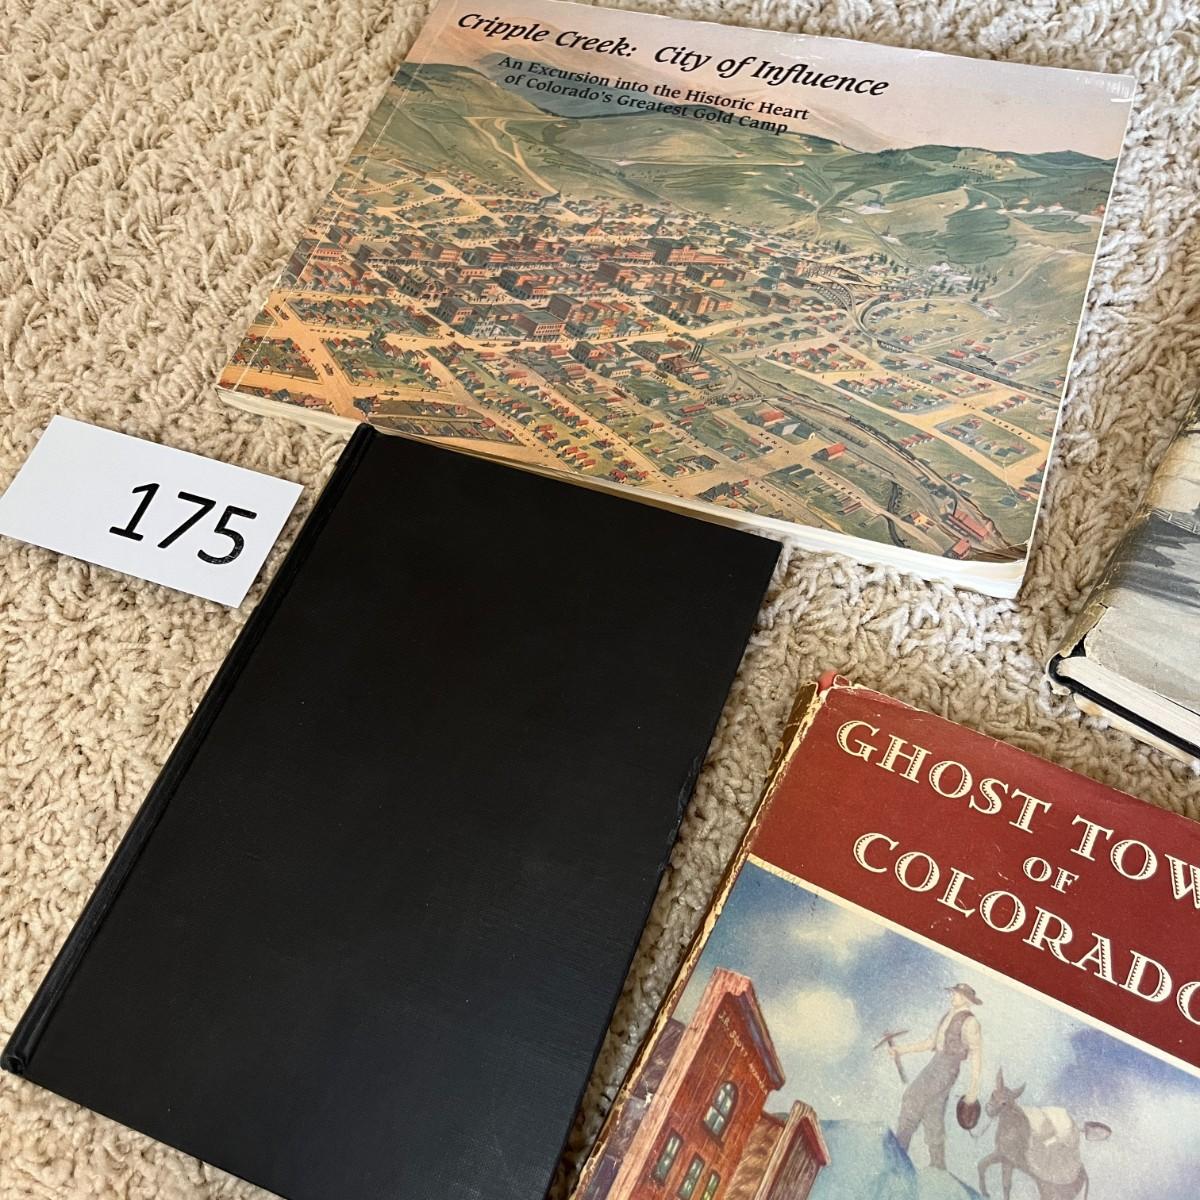 Cripple Creek: City of Influence
An Excursion into the Historic Heart
of Colorado's Greatest Gold Camp
175
GHOST TOW
OF
COLORADO